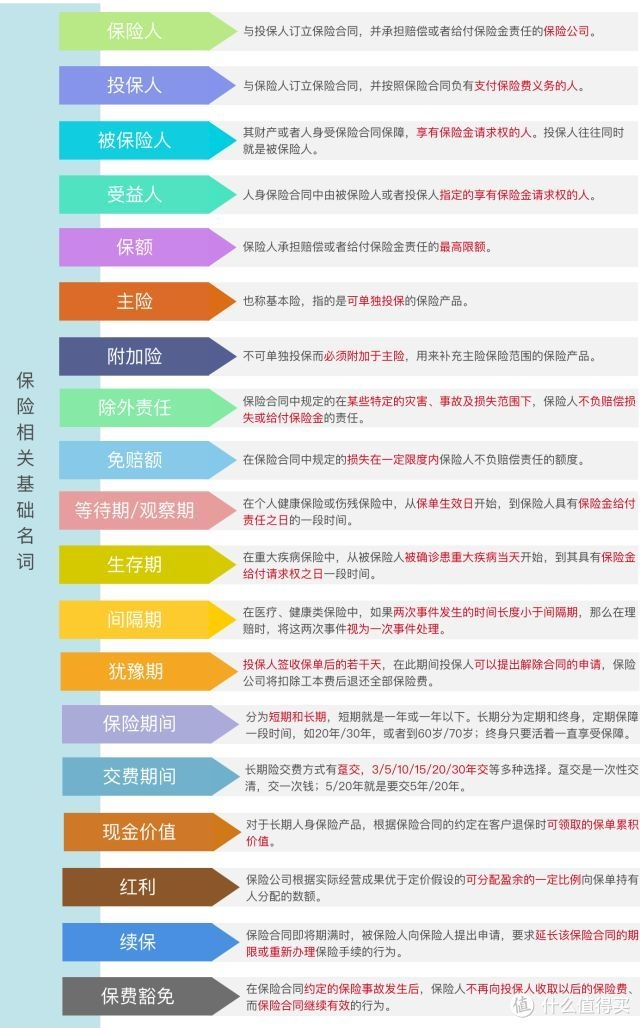 保险相关基础名词
保险人
与投保人订立保险合同，并承担赔偿或者给付保险金责任的保险公司。
投保人
与保险人订立保险合同，并按照保险合同负有支付保险费义务的人。
被保险人
其财产或者人身受保险合同保障，享有保险金请求权的人。投保人往往同时
就是被保险人。
受益人
人身保险合同中由被保险人或者投保人指定的享有保险金请求权的人。
保额
保险人承担赔偿或者给付保险金责任的最高限额。
主险
也称基本险，指的是可单独投保的保险产品。
附加险
不可单独投保而必须附加于主险，用来补充主险保险范围的保险产品。
除外责任
保险合同中规定的在某些特定的灾害、事故及损失范围下，保险人不负赔偿损
失或给付保险金的责任。
免赔额
在保险合同中规定的损失在一定限度内保险人不负赔偿责任的额度。
等待期/观察期
在个人健康保险或伤残保险中，从保单生效日开始，到保险人具有保险金给付
责任之日的一段时间。
生存期
在重大疾病保险中，从被保险人被确诊患重大疾病当天开始，到其具有保险金
给付请求权之日一段时间。
间隔期
在医疗、健康类保险中，如果两次事件发生的时间长度小于间隔期，那么在理
赔时，将这两次事件视为一次事件处理。
犹豫期
投保人签收保单后的若干天，在此期间投保人可以提出解除合同的申请，保险
公司将扣除工本费后退还全部保险费。
保险期间
分为短期和长期，短期就是一年或一年以下。长期分为定期和终身，定期保障
一段时间，如20年/30年，或者到60岁/70岁；终身只要活着一直享受保障。
交费期间
长期险交费方式有趸交，3/5/10/15/20/30年交等多种选择。趸交是一次性交
清，交一次钱；5/20年就是要交5年/20年。
现金价值
对于长期人身保险产品，根据保险合同的约定在客户退保时可领取的保单累积
价值。
红利
保险公司根据实际经营成果优于定价假设的可分配盈余的一定比例向保单持有
人分配的数额。
续保
保险合同即将期满时，被保险人向保险人提出申请，要求延长该保险合同的期
限或重新办理保险手续的行为。
保费豁免
在保险合同约定的保险事故发生后，保险人不再向投保人收取以后的保险费、
而保险合同继续有效的行为。
值 什么值得买